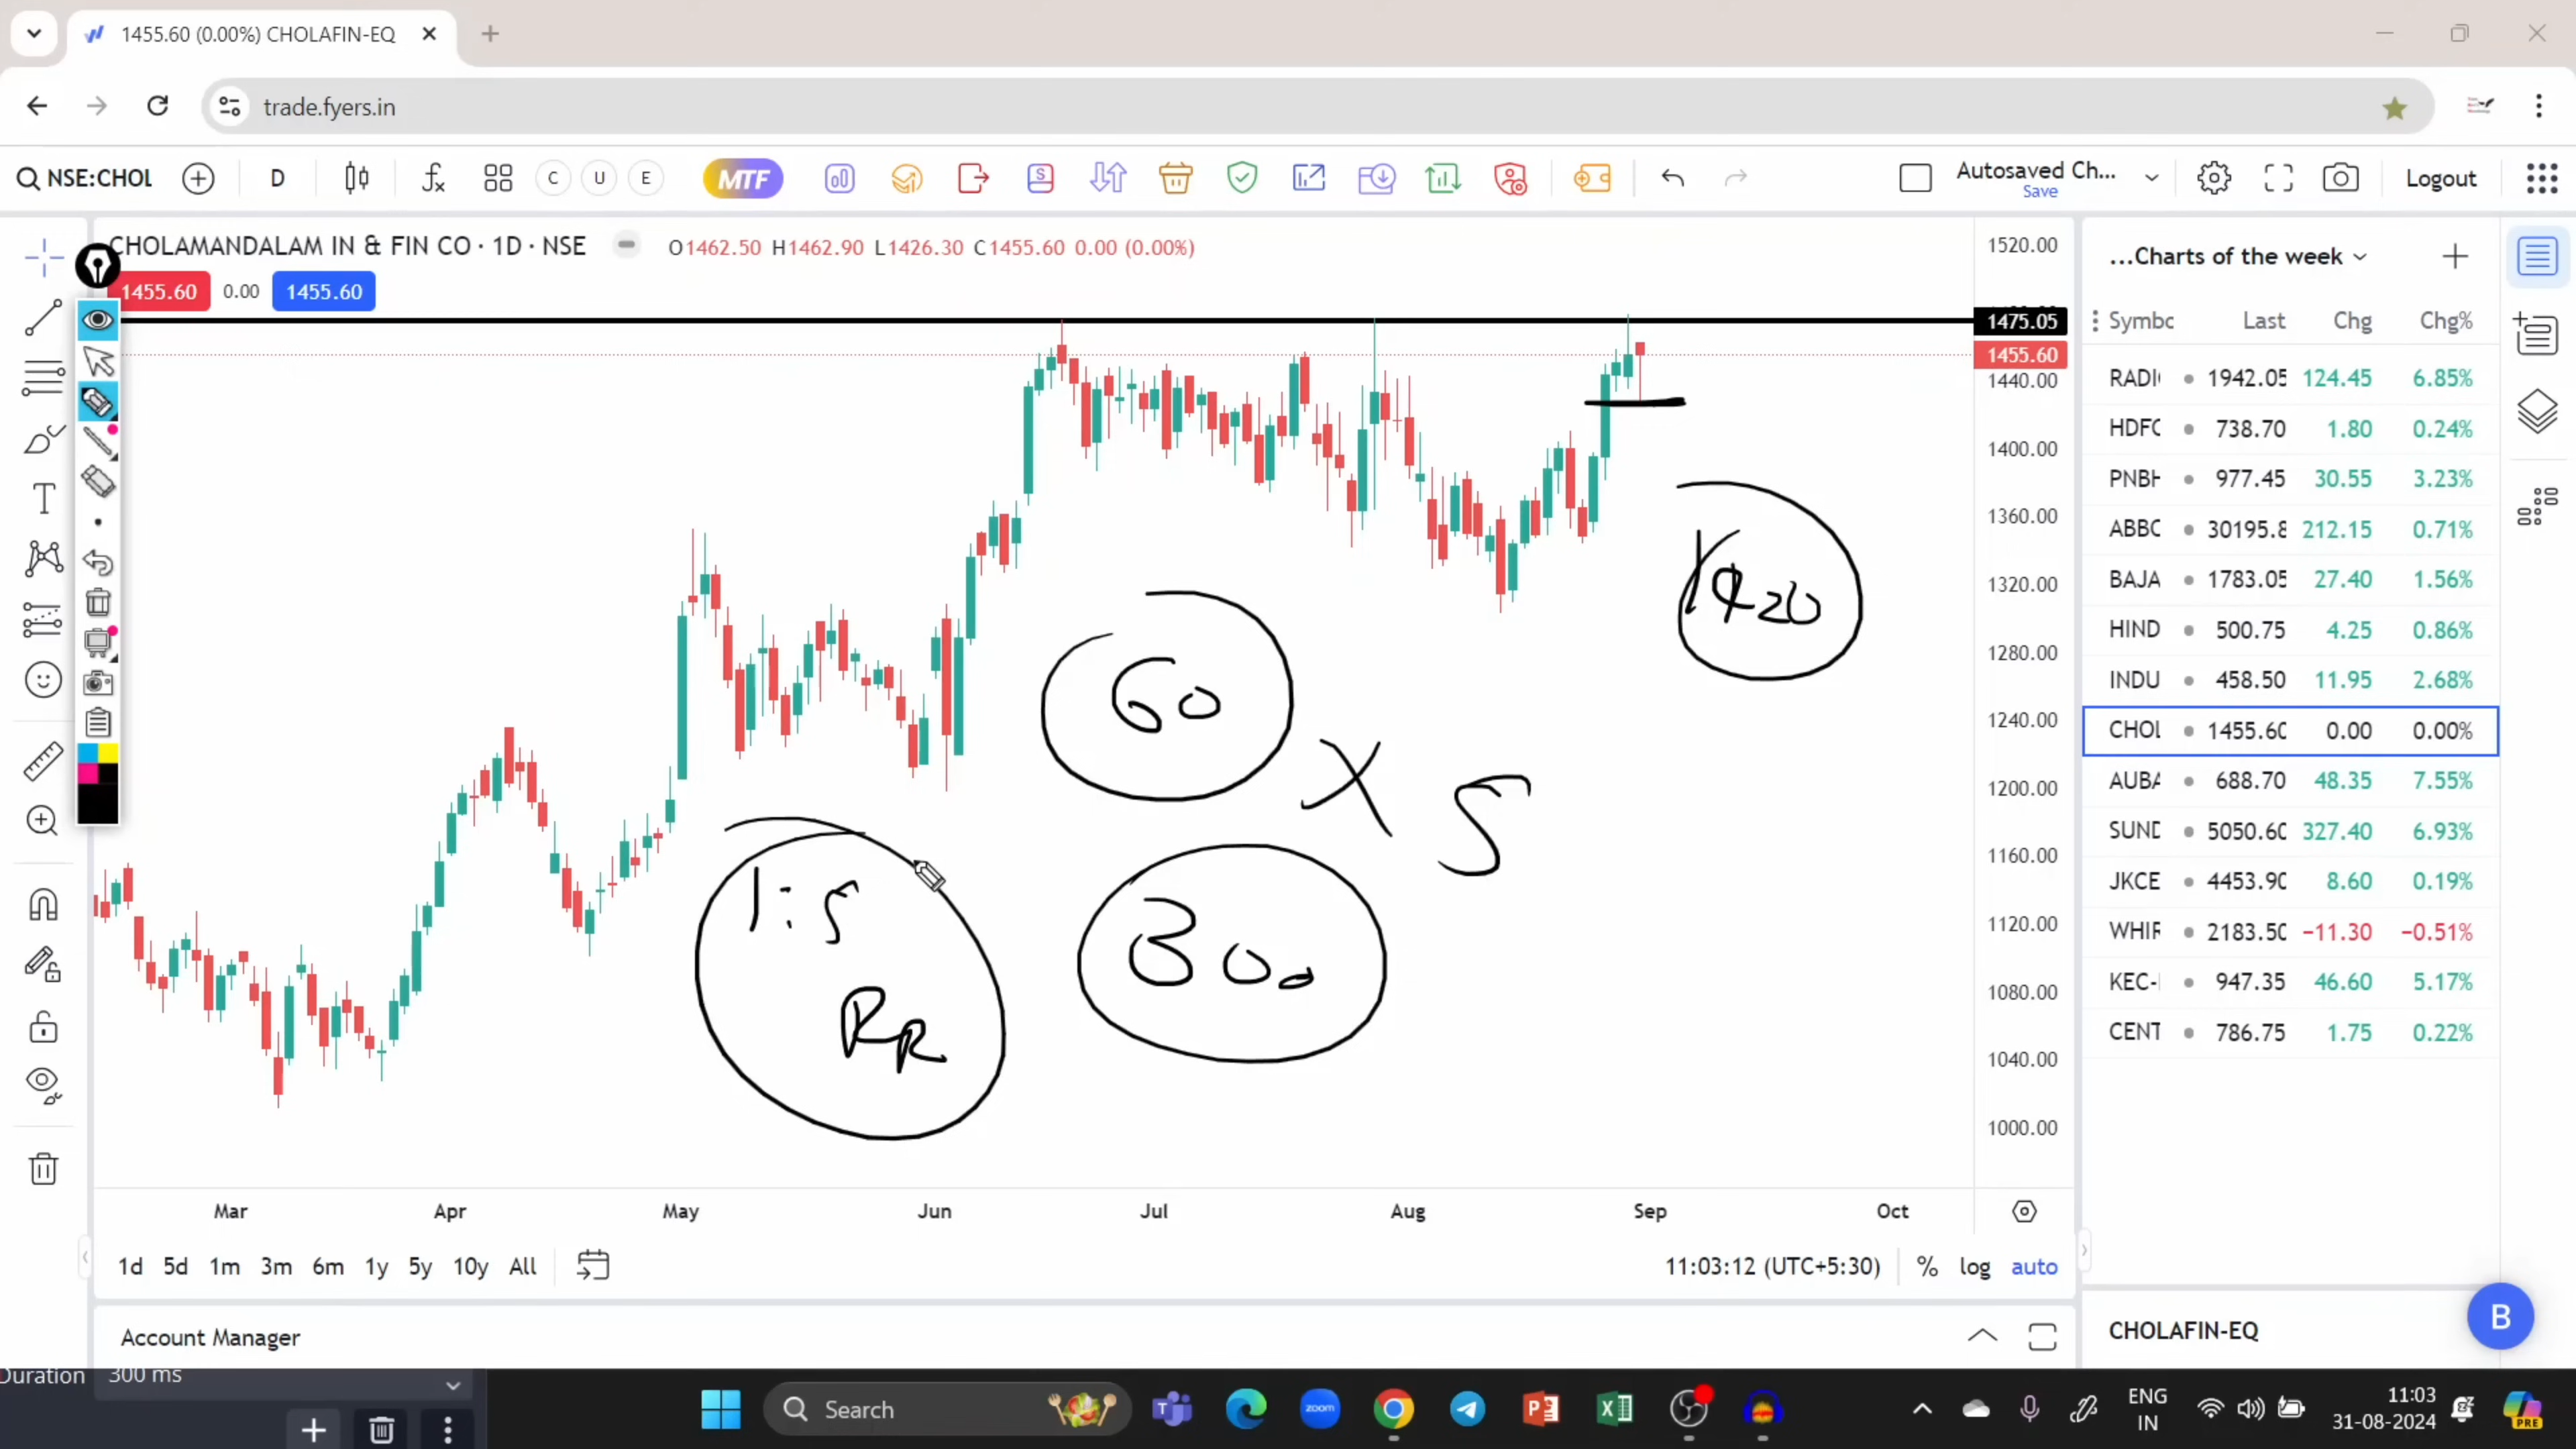 1455.60 (0.00%) CHOLAFIN-EQ
trade.fyers.in
NSE:CHOL
D
C U E
MTF
Autosaved Ch...
Save
Logout
CHOLAMANDALAM IN & FIN CO · 1D · NSE
O1462.50 H1462.90 L1426.30 C1455.60 0.00 (0.00%)
1455.60 0.00 1455.60
1520.00
1475.05
1455.60
1440.00
1400.00
1360.00
1320.00
1280.00
1240.00
1200.00
1160.00
1120.00
1080.00
1040.00
1000.00
1420
60
X 5
300
1:5
RR
Mar Apr May Jun Jul Aug Sep Oct
1d 5d 1m 3m 6m 1y 5y 10y All
11:03:12 (UTC+5:30) % log auto
Account Manager
...Charts of the week
Symbc Last Chg Chg%
RADI 1942.05 124.45 6.85%
HDFC 738.70 1.80 0.24%
PNBH 977.45 30.55 3.23%
ABBC 30195.8 212.15 0.71%
BAJA 1783.05 27.40 1.56%
HIND 500.75 4.25 0.86%
INDU 458.50 11.95 2.68%
CHOL 1455.60 0.00 0.00%
AUBA 688.70 48.35 7.55%
SUND 5050.60 327.40 6.93%
JKCE 4453.90 8.60 0.19%
WHIR 2183.50 −11.30 −0.51%
KEC- 947.35 46.60 5.17%
CENT 786.75 1.75 0.22%
CHOLAFIN-EQ
B
Duration 300 ms
Search
zoom
ENG
IN
11:03
31-08-2024
PRE